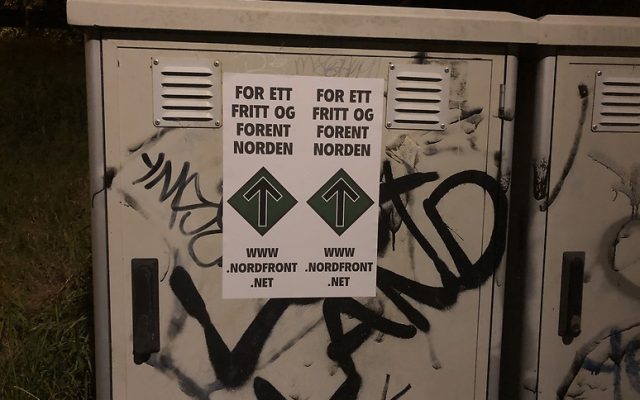 FOR ETT
FRITT OG
FORENT
NORDEN
WWW
.NORDFRONT
.NET
FOR ETT
FRITT OG
FORENT
NORDEN
WWW
.NORDFRONT
.NET